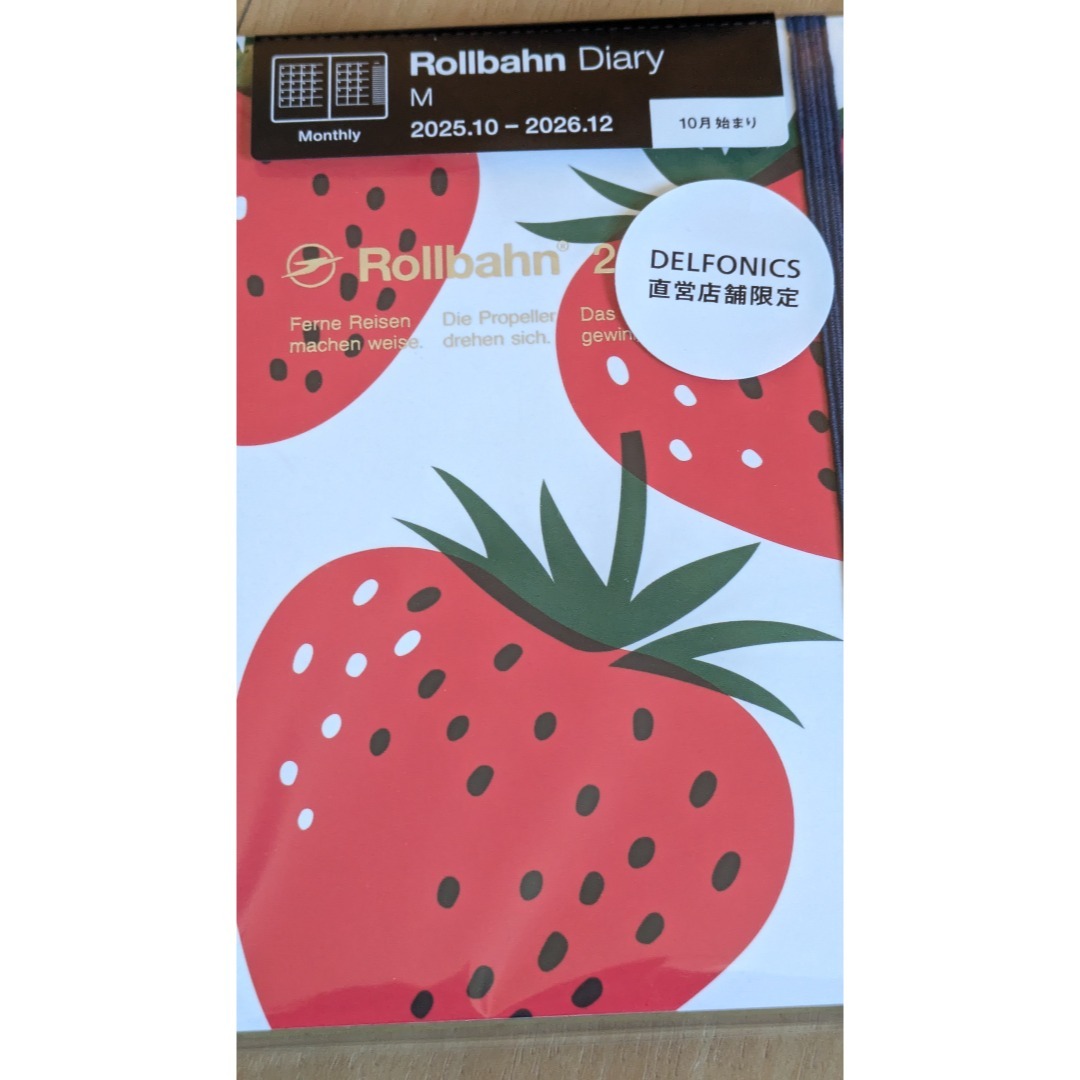 Rollbahn Diary
M
Monthly
2025.10 – 2026.12
10月始まり
Rollbahn® 2
DELFONICS
直営店舗限定
Ferne Reisen
machen weise.
Die Propeller
drehen sich.
Das